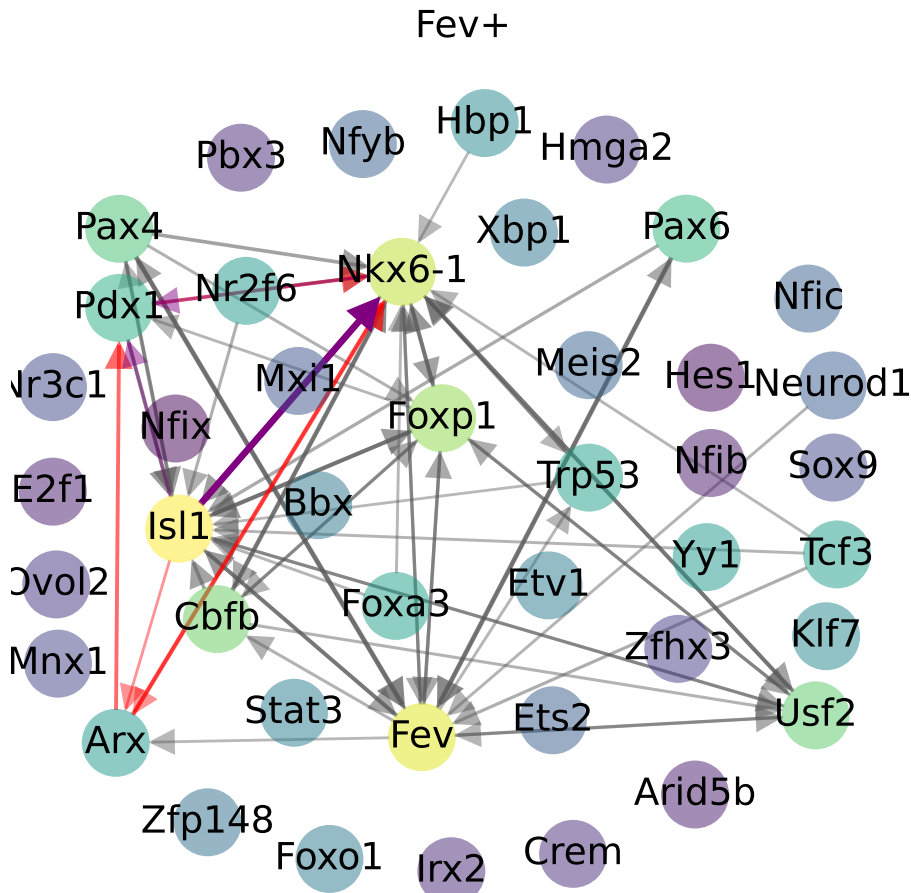 Fev+
Hbp1
Nfyb
Hmga2
Pbx3
Pax4
Pax6
Xbp1
Nkx6-1
Nr2f6
Pdx1
Nfic
Meis2
Hes1
Mxi1
Nr3c1
Neurod1
Foxp1
Nfix
Nfib
Sox9
Trp53
E2f1
Bbx
Isl1
Yy1
Tcf3
Etv1
Ovol2
Foxa3
Cbfb
Klf7
Zfhx3
Mnx1
Stat3
Ets2
Usf2
Fev
Arx
Arid5b
Zfp148
Crem
Foxo1
Irx2